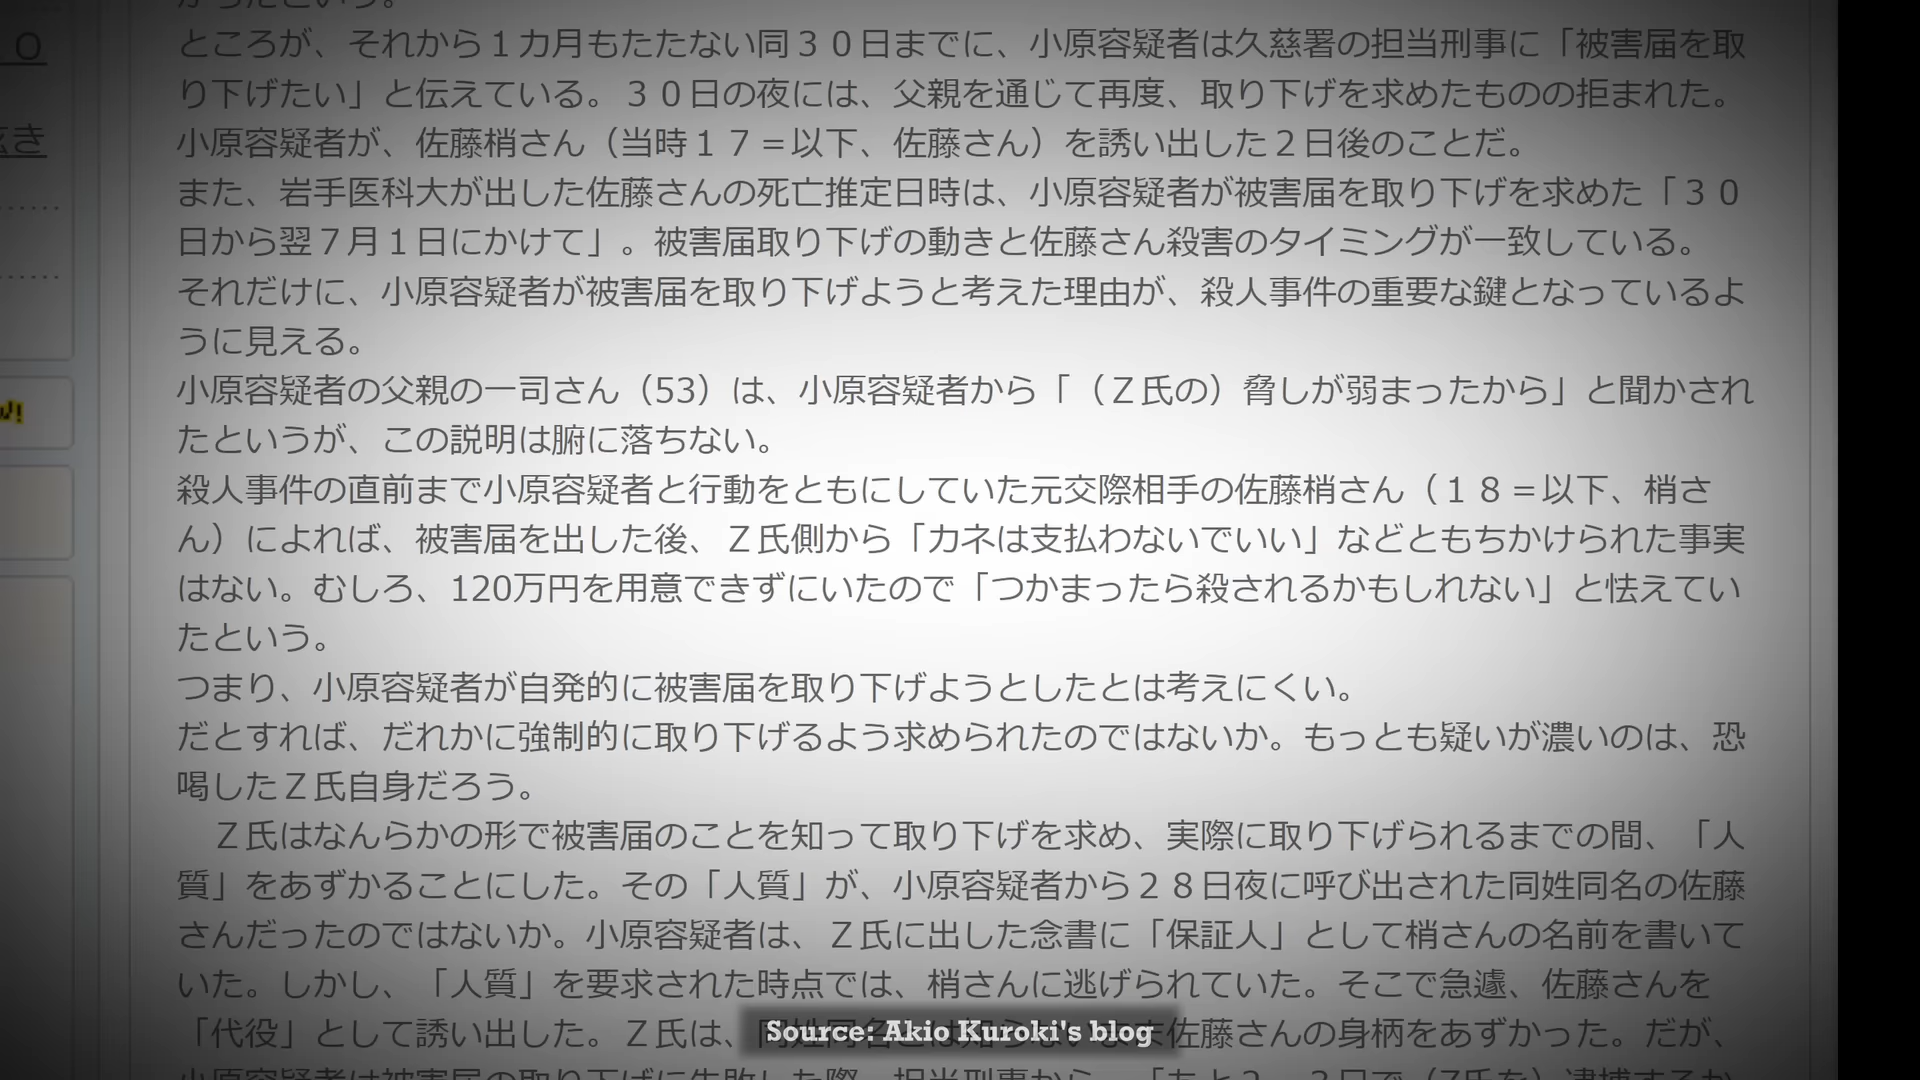 ところが、それから１カ月もたたない同３０日までに、小原容疑者は久慈署の担当刑事に「被害届を取
り下げたい」と伝えている。３０日の夜には、父親を通じて再度、取り下げを求めたものの拒まれた。
小原容疑者が、佐藤梢さん（当時１７＝以下、佐藤さん）を誘い出した２日後のことだ。
また、岩手医科大が出した佐藤さんの死亡推定日時は、小原容疑者が被害届を取り下げを求めた「３０
日から翌７月１日にかけて」。被害届取り下げの動きと佐藤さん殺害のタイミングが一致している。
それだけに、小原容疑者が被害届を取り下げようと考えた理由が、殺人事件の重要な鍵となっているよ
うに見える。
小原容疑者の父親の一司さん（53）は、小原容疑者から「（Ｚ氏の）脅しが弱まったから」と聞かされ
たというが、この説明は腑に落ちない。
殺人事件の直前まで小原容疑者と行動をともにしていた元交際相手の佐藤梢さん（１８＝以下、梢さ
ん）によれば、被害届を出した後、Ｚ氏側から「カネは支払わないでいい」などともちかけられた事実
はない。むしろ、120万円を用意できずにいたので「つかまったら殺されるかもしれない」と怯えてい
たという。
つまり、小原容疑者が自発的に被害届を取り下げようとしたとは考えにくい。
だとすれば、だれかに強制的に取り下げるよう求められたのではないか。もっとも疑いが濃いのは、恐
喝したＺ氏自身だろう。
　Ｚ氏はなんらかの形で被害届のことを知って取り下げを求め、実際に取り下げられるまでの間、「人
質」をあずかることにした。その「人質」が、小原容疑者から２８日夜に呼び出された同姓同名の佐藤
さんだったのではないか。小原容疑者は、Ｚ氏に出した念書に「保証人」として梢さんの名前を書いて
いた。しかし、「人質」を要求された時点では、梢さんに逃げられていた。そこで急遽、佐藤さんを
「代役」として誘い出した。Ｚ氏は、同姓同名とは知らないまま佐藤さんの身柄をあずかった。だが、
Source: Akio Kuroki's blog